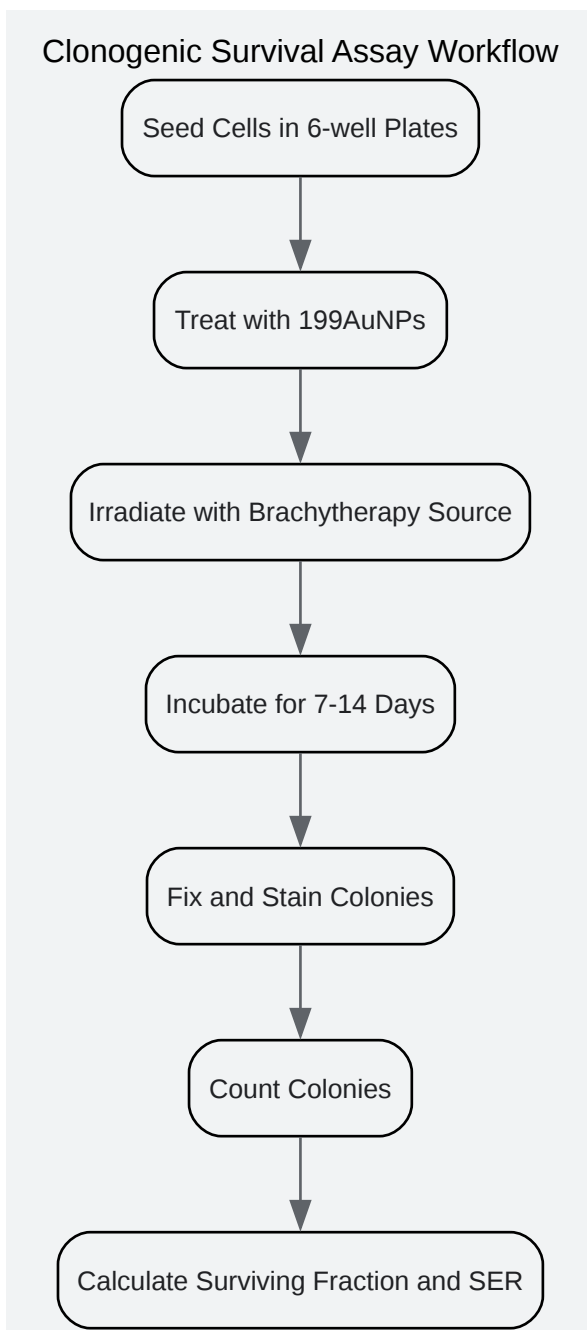 Clonogenic Survival Assay Workflow
Seed Cells in 6-well Plates
Treat with 199AuNPs
Irradiate with Brachytherapy Source
Incubate for 7-14 Days
Fix and Stain Colonies
Count Colonies
Calculate Surviving Fraction and SER